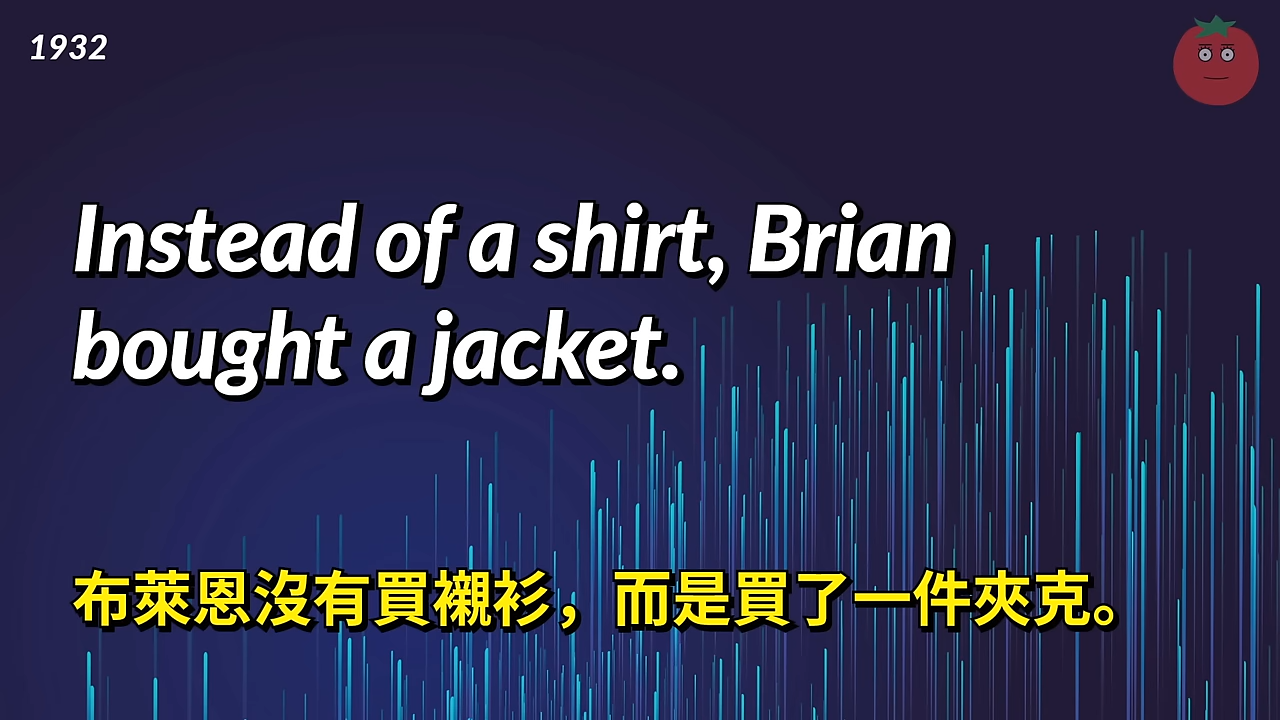 1932
Instead of a shirt, Brian
bought a jacket.
布萊恩沒有買襯衫，而是買了一件夾克。